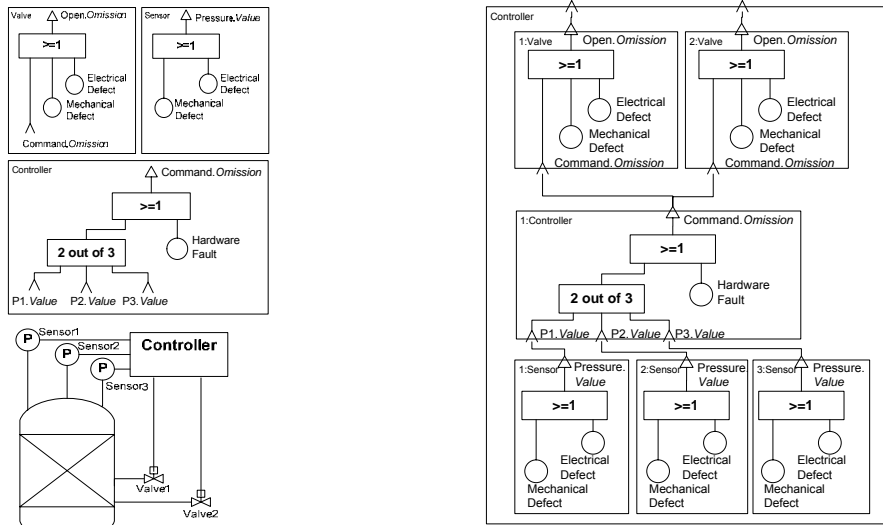 Valve
Open.Omission
>=1
Electrical
Defect
Mechanical
Defect
Command.Omission
Sensor
Pressure.Value
>=1
Electrical
Defect
Mechanical
Defect
Controller
Command.Omission
>=1
2 out of 3
Hardware
Fault
P1.Value P2.Value P3.Value
P Sensor1
P Sensor2
P
Sensor3
Controller
Valve1
Valve2
Controller
1:Valve
Open.Omission
>=1
Electrical
Defect
Mechanical
Defect
Command.Omission
2:Valve
Open.Omission
>=1
Electrical
Defect
Mechanical
Defect
Command.Omission
1:Controller
Command.Omission
>=1
2 out of 3
Hardware
Fault
P1.Value P2.Value P3.Value
1:Sensor
Pressure.
Value
>=1
Electrical
Defect
Mechanical
Defect
2:Sensor
Pressure.
Value
>=1
Electrical
Defect
Mechanical
Defect
3:Sensor
Pressure.
Value
>=1
Electrical
Defect
Mechanical
Defect